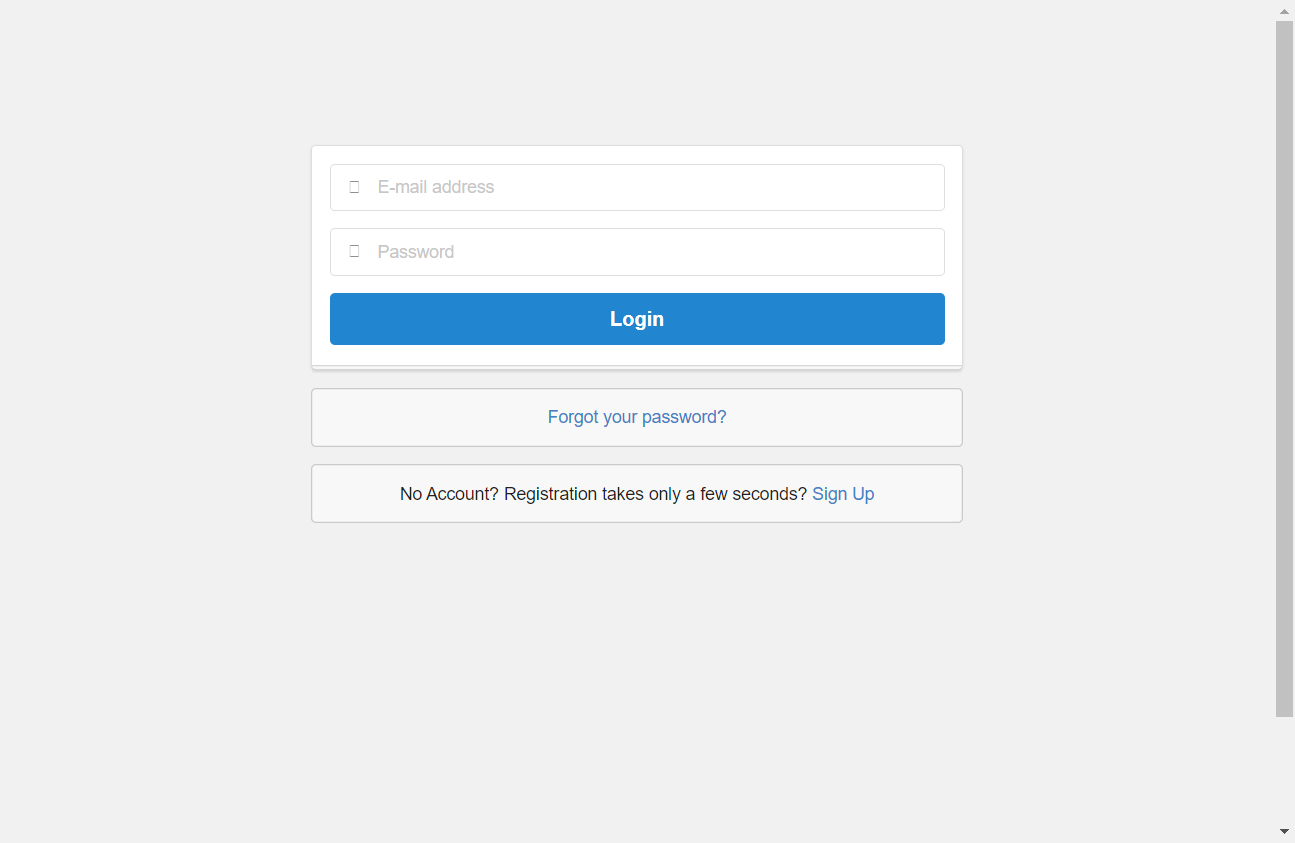 E-mail address
Password
Login
Forgot your password?
No Account? Registration takes only a few seconds? Sign Up